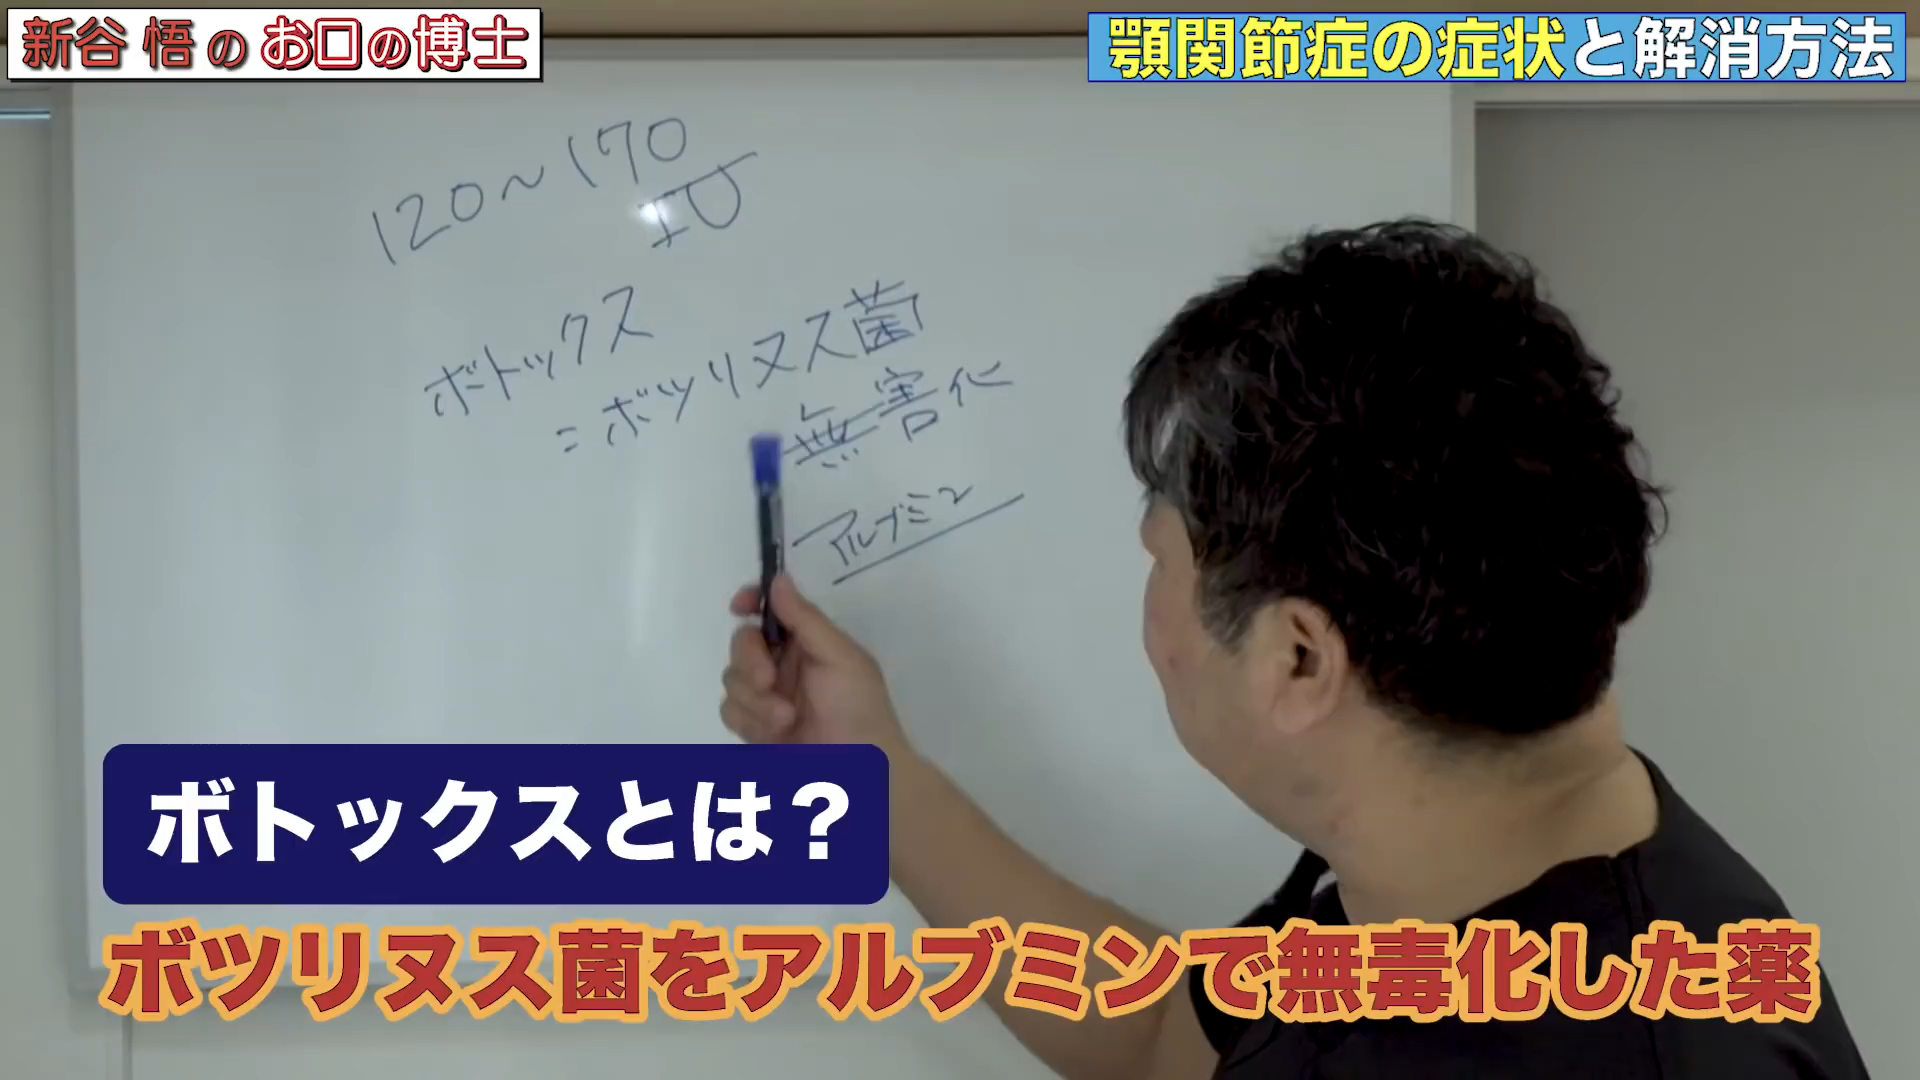 新谷 悟のお口の博士
顎関節症の症状と解消方法
120～170
IU
ボトックス
=ボツリヌス菌
無害化
アルブミン
ボトックスとは？
ボツリヌス菌をアルブミンで無毒化した薬